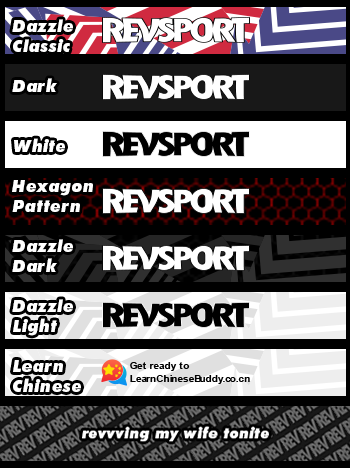 Dazzle
Classic
REVSPORT
Dark
REVSPORT
White
REVSPORT
Hexagon
Pattern
REVSPORT
Dazzle
Dark
REVSPORT
Dazzle
Light
REVSPORT
Learn
Chinese
Get ready to
LearnChineseBuddy.co.cn
revvving my wife tonite